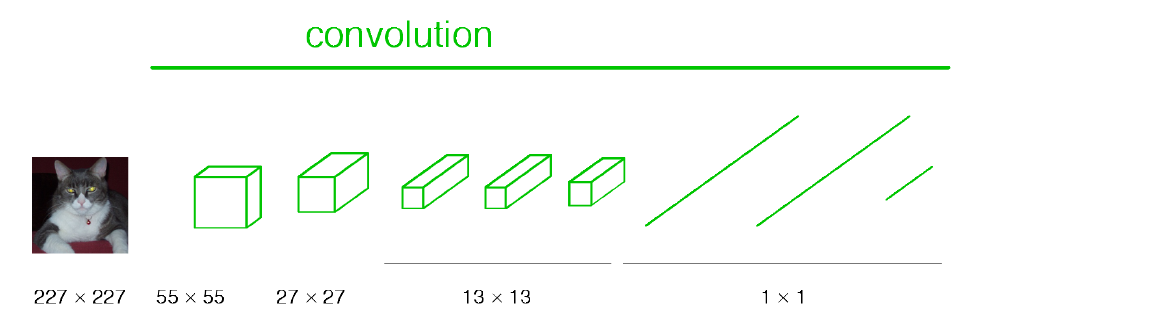 convolution
227 × 227 55 × 55 27 × 27 13 × 13 1 × 1